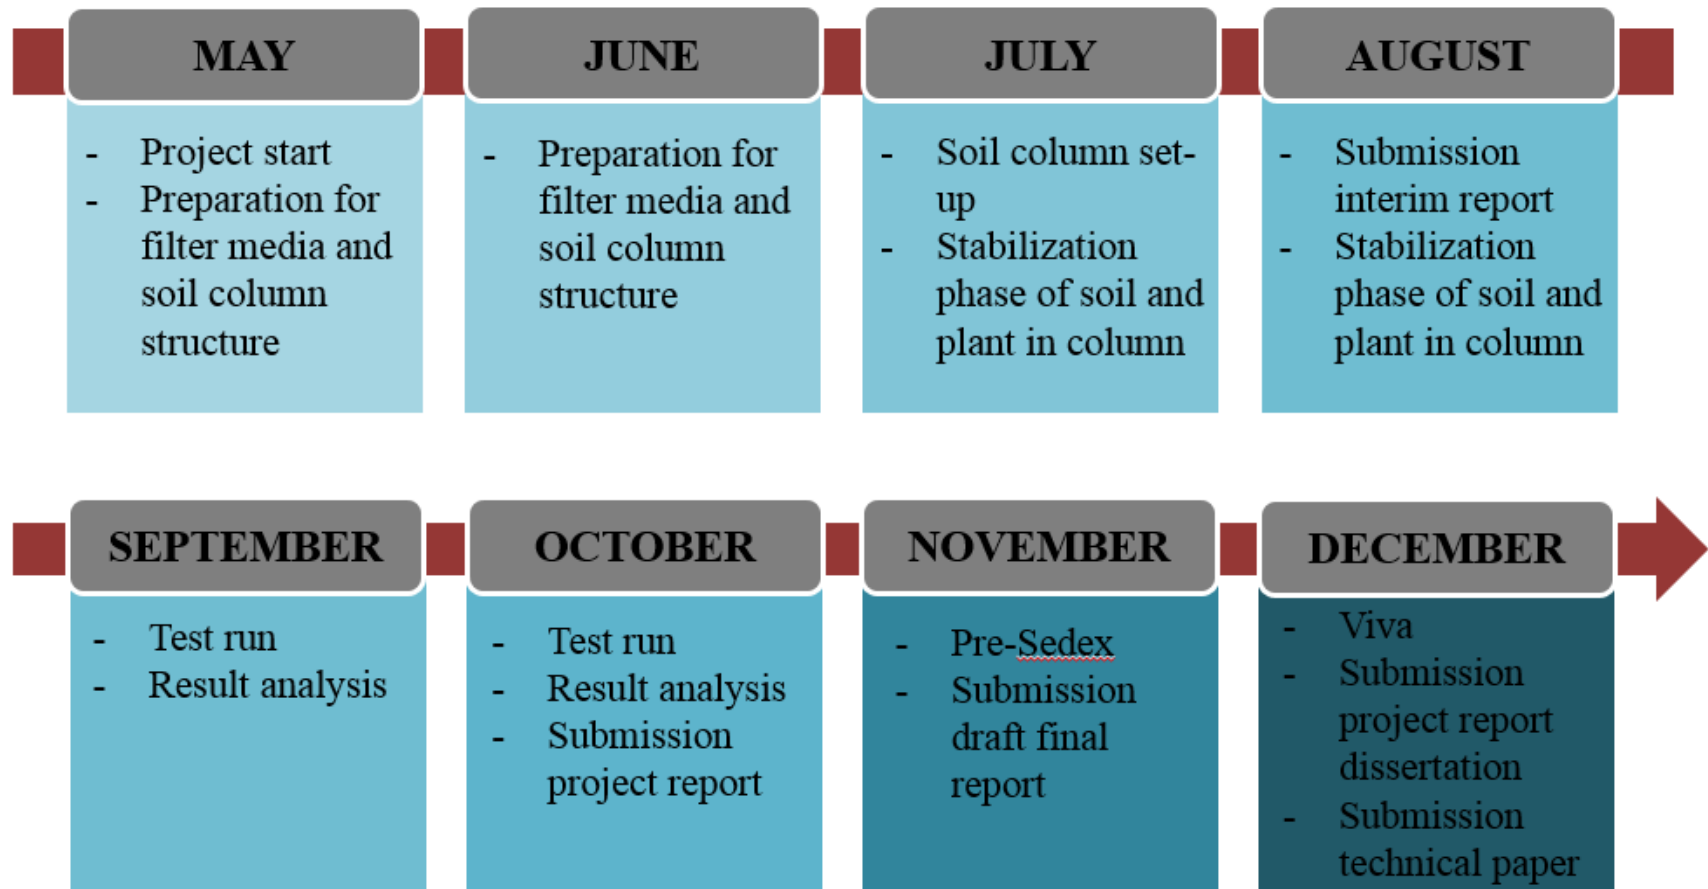 MAY
- Project start
- Preparation for
filter media and
soil column
structure
JUNE
- Preparation for
filter media and
soil column
structure
JULY
- Soil column set-
up
- Stabilization
phase of soil and
plant in column
AUGUST
- Submission
interim report
- Stabilization
phase of soil and
plant in column
SEPTEMBER
- Test run
- Result analysis
OCTOBER
- Test run
- Result analysis
- Submission
project report
NOVEMBER
- Pre-Sedex
- Submission
draft final
report
DECEMBER
- Viva
- Submission
project report
dissertation
- Submission
technical paper